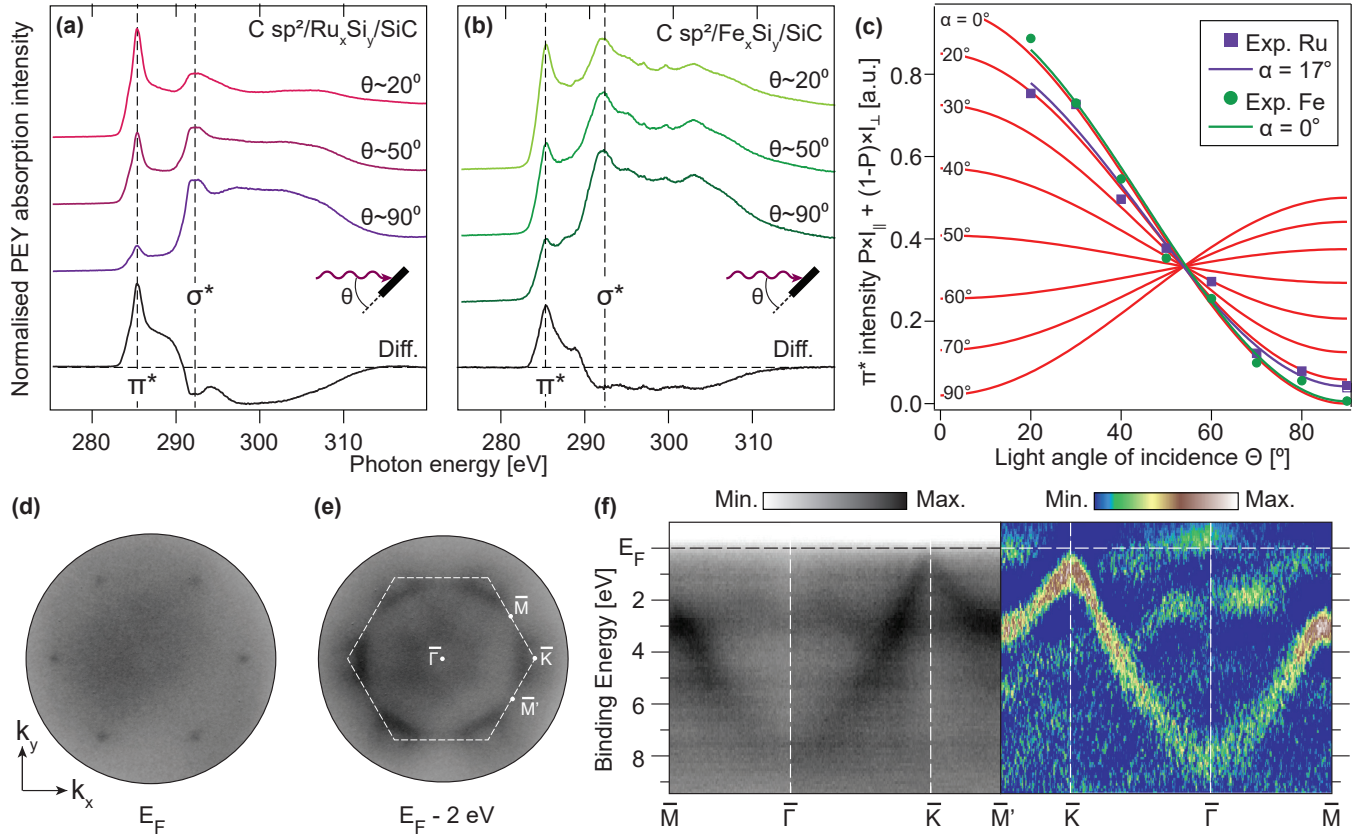 (a)
C sp²/RuₓSiᵧ/SiC
θ~20⁰
θ~50⁰
θ~90⁰
θ
σ*
Diff.
π*
280
290
300
310
Normalised PEY absorption intensity
(b)
C sp²/FeₓSiᵧ/SiC
θ~20⁰
θ~50⁰
θ~90⁰
θ
σ*
Diff.
π*
280
290
300
310
Photon energy [eV]
(c)
α = 0°
20°
30°
40°
50°
60°
70°
90°
Exp. Ru
α = 17°
Exp. Fe
α = 0°
0.8
0.6
0.4
0.2
0.0
π* intensity P×I∥ + (1-P)×I⊥ [a.u.]
0
20
40
60
80
Light angle of incidence Θ [⁰]
(d)
k_y
k_x
E_F
(e)
M̅
Γ̅
K̅
M̅'
E_F - 2 eV
Min.
Max.
Min.
Max.
(f)
E_F
2
4
6
8
Binding Energy [eV]
M̅
Γ̅
K̅
M̅'
K̅
Γ̅
M̅